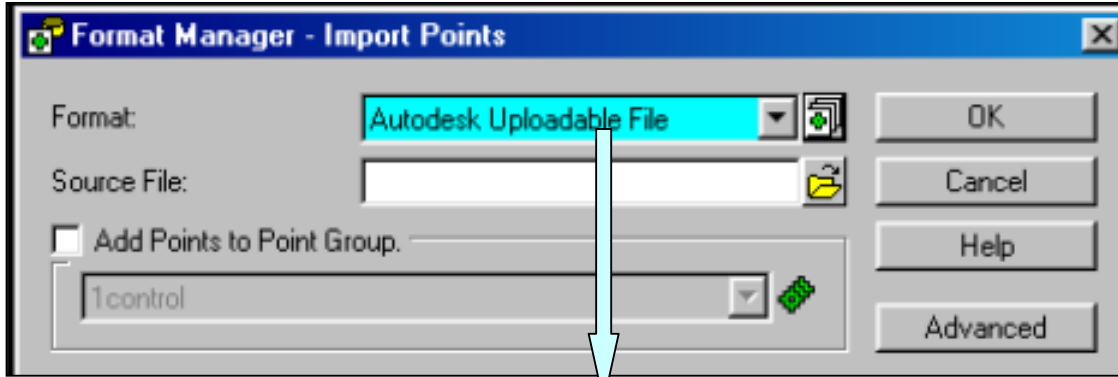 Format Manager - Import Points
Format:
Autodesk Uploadable File
OK
Source File:
Cancel
Add Points to Point Group.
Help
1control
Advanced